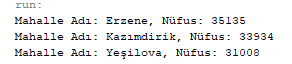 run:
Mahalle Adı: Erzene, Nüfus: 35135
Mahalle Adı: Kazımdirik, Nüfus: 33934
Mahalle Adı: Yeşilova, Nüfus: 31008